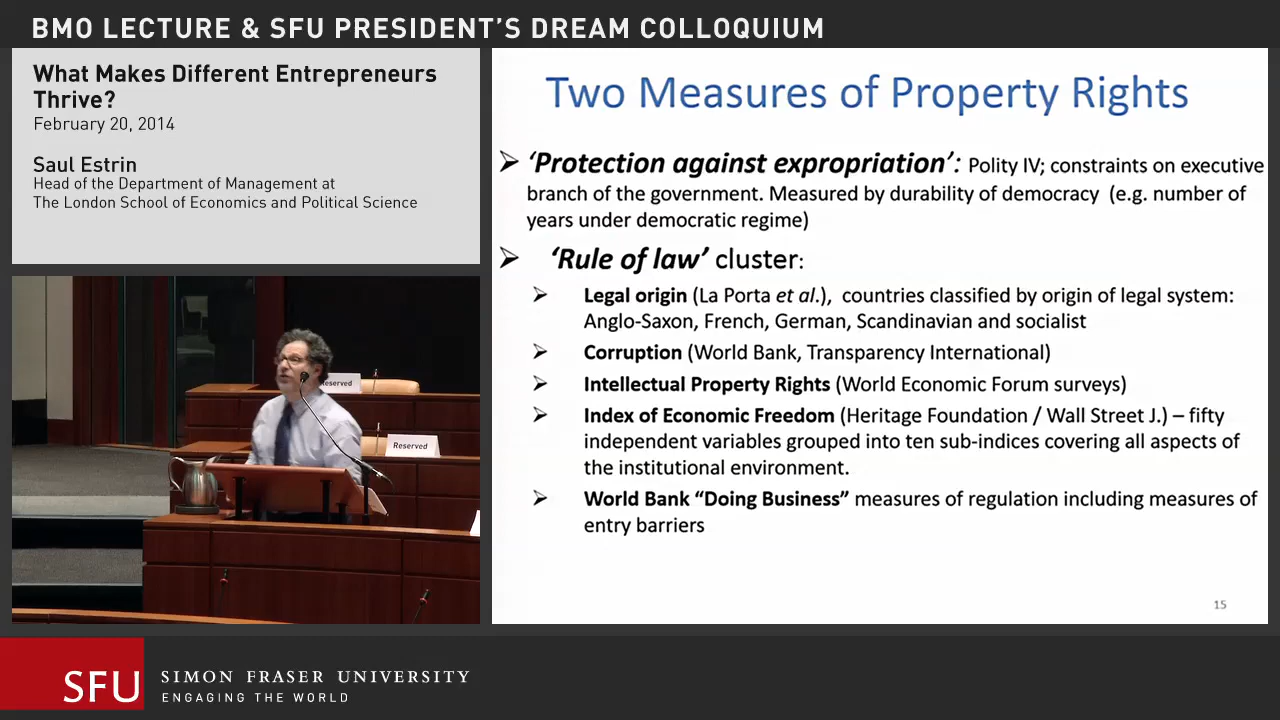 BMO LECTURE & SFU PRESIDENT'S DREAM COLLOQUIUM
What Makes Different Entrepreneurs
Thrive?
February 20, 2014
Saul Estrin
Head of the Department of Management at
The London School of Economics and Political Science
Reserved
Reserved
Two Measures of Property Rights
➢ ‘Protection against expropriation’: Polity IV; constraints on executive
branch of the government. Measured by durability of democracy (e.g. number of
years under democratic regime)
➢ ‘Rule of law’ cluster:
➢ Legal origin (La Porta et al.), countries classified by origin of legal system:
Anglo-Saxon, French, German, Scandinavian and socialist
➢ Corruption (World Bank, Transparency International)
➢ Intellectual Property Rights (World Economic Forum surveys)
➢ Index of Economic Freedom (Heritage Foundation / Wall Street J.) – fifty
independent variables grouped into ten sub-indices covering all aspects of
the institutional environment.
➢ World Bank “Doing Business” measures of regulation including measures of
entry barriers
15
SFU
SIMON FRASER UNIVERSITY
ENGAGING THE WORLD